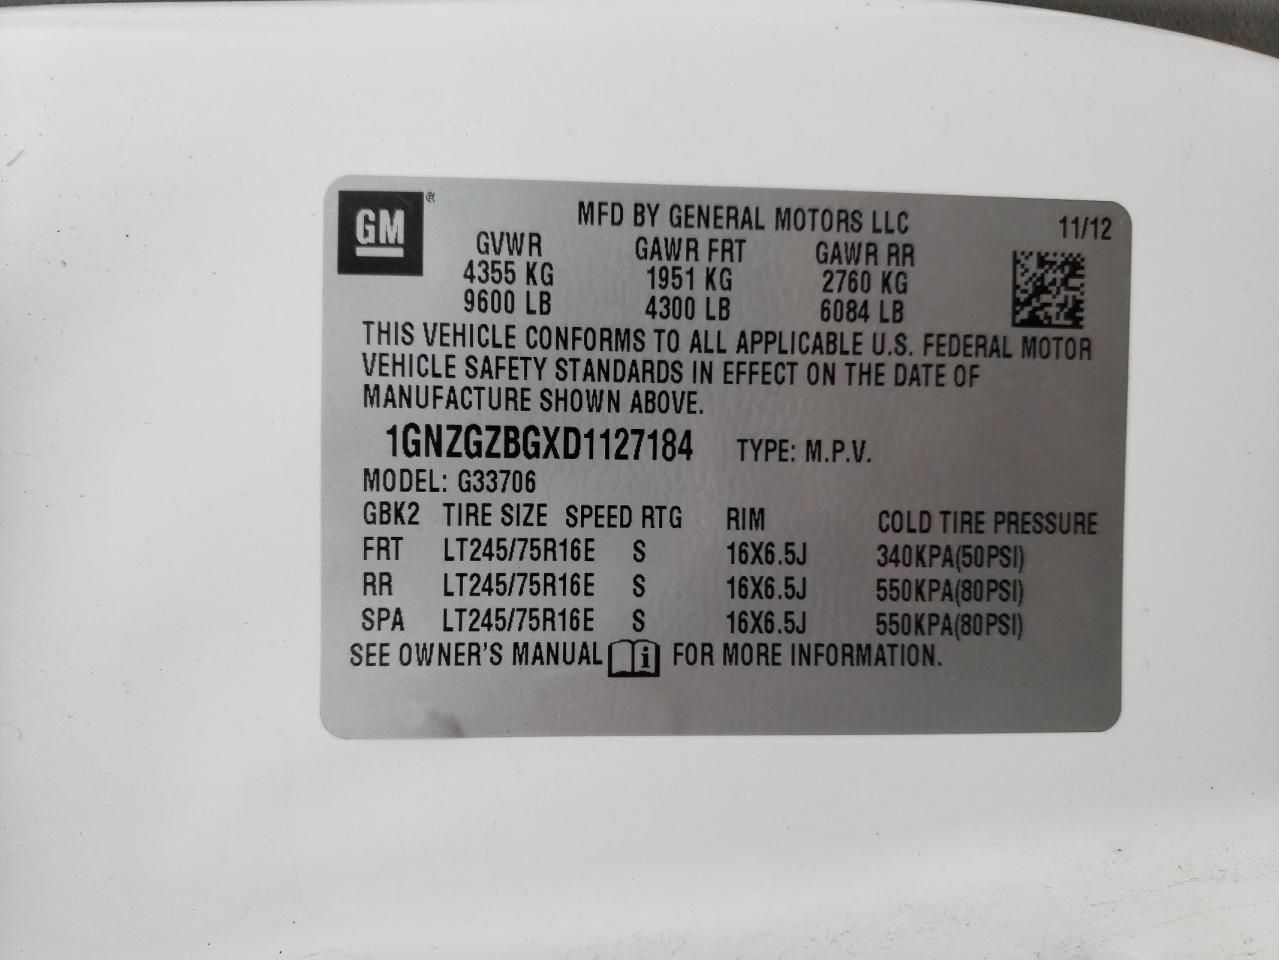 GM®
MFD BY GENERAL MOTORS LLC 11/12
GVWR GAWR FRT GAWR RR
4355 KG 1951 KG 2760 KG
9600 LB 4300 LB 6084 LB
THIS VEHICLE CONFORMS TO ALL APPLICABLE U.S. FEDERAL MOTOR
VEHICLE SAFETY STANDARDS IN EFFECT ON THE DATE OF
MANUFACTURE SHOWN ABOVE.
1GNZGZBGXD1127184 TYPE: M.P.V.
MODEL: G33706
GBK2 TIRE SIZE SPEED RTG RIM COLD TIRE PRESSURE
FRT LT245/75R16E S 16X6.5J 340KPA(50PSI)
RR LT245/75R16E S 16X6.5J 550KPA(80PSI)
SPA LT245/75R16E S 16X6.5J 550KPA(80PSI)
SEE OWNER'S MANUAL i FOR MORE INFORMATION.